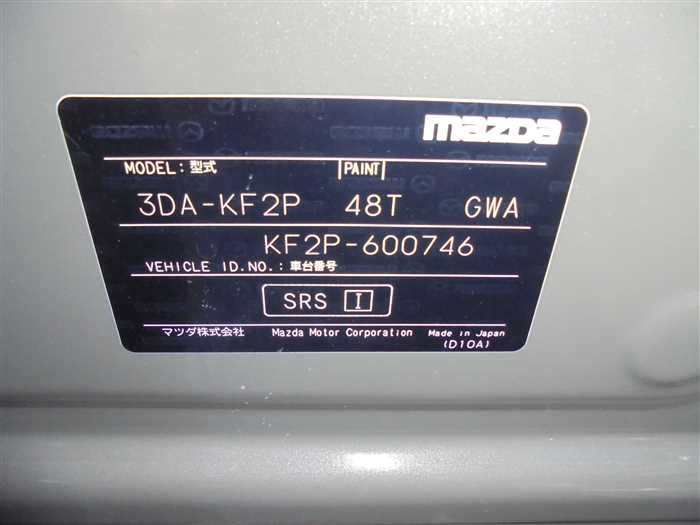 mazda
MODEL: 型式 PAINT
3DA-KF2P 48T GWA
KF2P-600746
VEHICLE ID.NO.: 車台番号
SRS I
マツダ株式会社 Mazda Motor Corporation Made in Japan
(D10A)